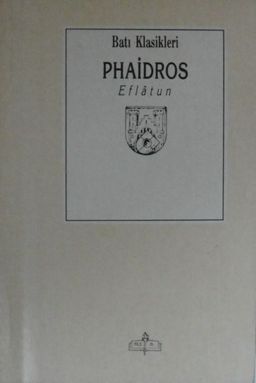 Batı Klasikleri
PHAİDROS
Eflâtun